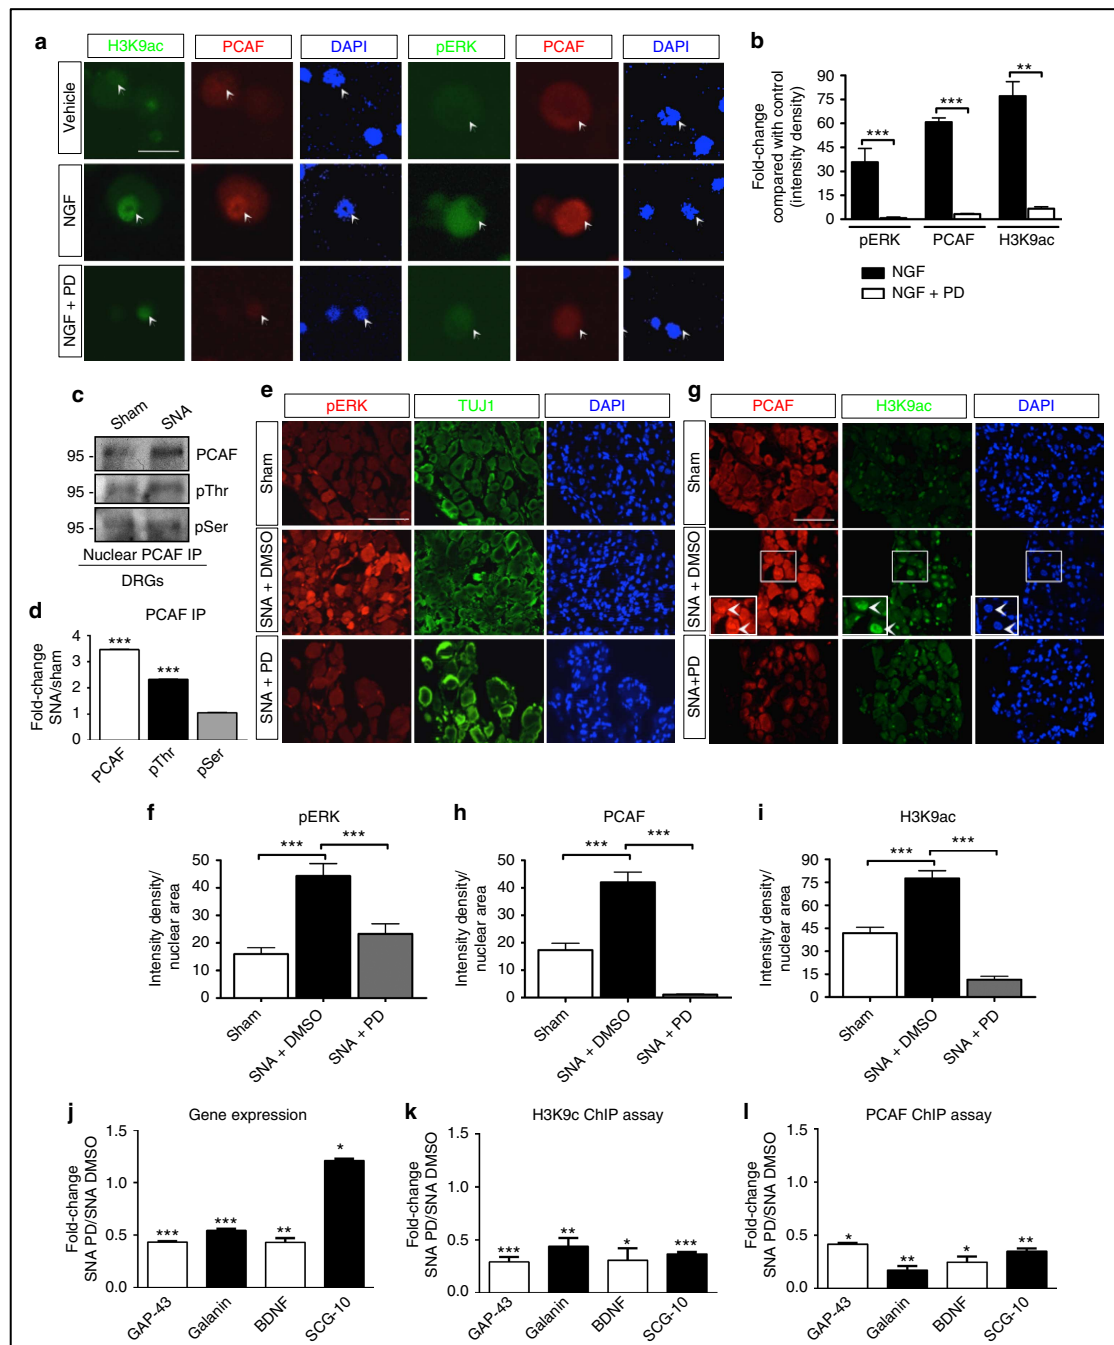 a
H3K9ac PCAF DAPI pERK PCAF DAPI
Vehicle
NGF
NGF + PD
b
Fold-change
compared with control
(intensity density)
90
75
60
45
30
15
0
*** *** **
pERK PCAF H3K9ac
NGF
NGF + PD
c
Sham SNA
95 - PCAF
95 - pThr
95 - pSer
Nuclear PCAF IP
DRGs
d
PCAF IP
Fold-change
SNA/sham
4
3
2
1
0
*** ***
PCAF pThr pSer
e
pERK TUJ1 DAPI
Sham
SNA + DMSO
SNA + PD
g
PCAF H3K9ac DAPI
Sham
SNA + DMSO
SNA+PD
f
pERK
Intensity density/
nuclear area
50
40
30
20
10
0
*** ***
Sham SNA + DMSO SNA + PD
h
PCAF
Intensity density/
nuclear area
50
40
30
20
10
0
*** ***
Sham SNA + DMSO SNA + PD
i
H3K9ac
Intensity density/
nuclear area
90
75
60
45
30
15
0
*** ***
Sham SNA + DMSO SNA + PD
j
Gene expression
Fold-change
SNA PD/SNA DMSO
1.5
1.0
0.5
0.0
*** *** ** *
GAP-43 Galanin BDNF SCG-10
k
H3K9c ChIP assay
Fold-change
SNA PD/SNA DMSO
1.5
1.0
0.5
0.0
*** ** * ***
GAP-43 Galanin BDNF SCG-10
l
PCAF ChIP assay
Fold-change
SNA PD/SNA DMSO
1.5
1.0
0.5
0.0
* ** * **
GAP-43 Galanin BDNF SCG-10